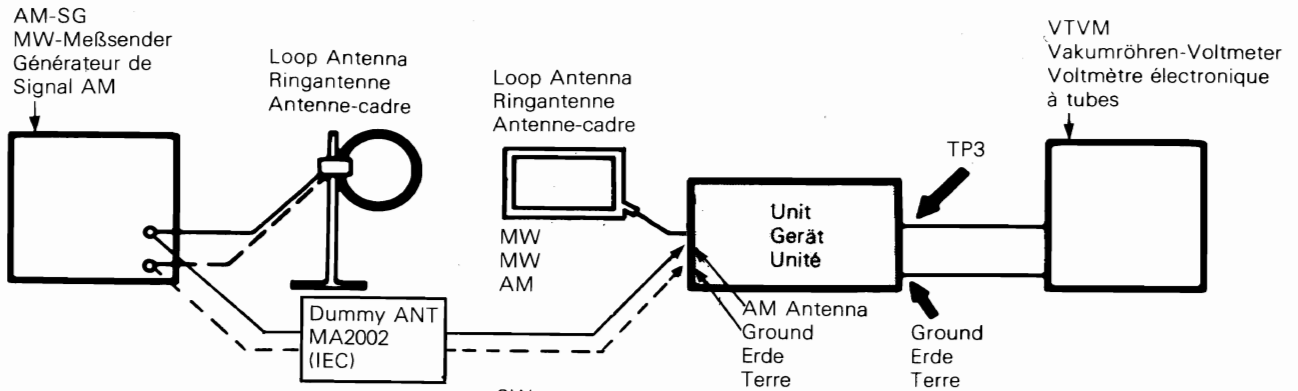 AM-SG
MW-Meßsender
Générateur de
Signal AM
Loop Antenna
Ringantenne
Antenne-cadre
Loop Antenna
Ringantenne
Antenne-cadre
MW
MW
AM
Dummy ANT
MA2002
(IEC)
Unit
Gerät
Unité
AM Antenna
Ground
Erde
Terre
TP3
Ground
Erde
Terre
VTVM
Vakumröhren-Voltmeter
Voltmètre électronique
à tubes